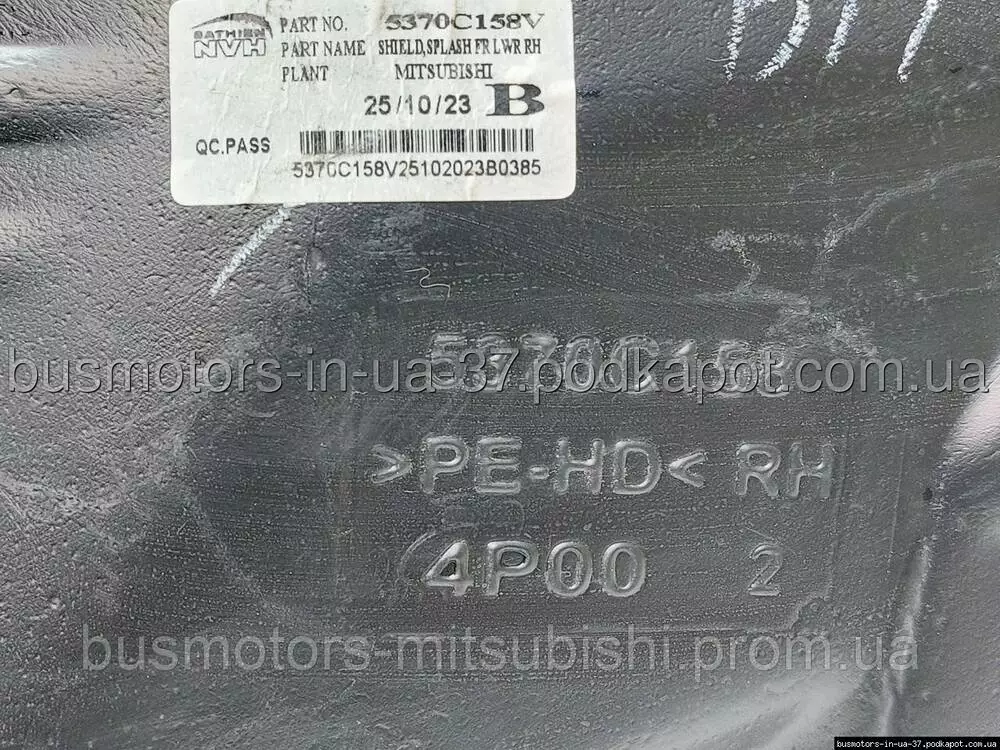 SATHIEN
NVH
PART NO. 5370C158V
PART NAME SHIELD,SPLASH FR LWR RH
PLANT MITSUBISHI
25/10/23 B
QC.PASS
5370C158V25102023B0385
5370C158
busmotors-in-ua-37.podkapot.com.ua
>PE-HD< RH
4P00 2
busmotors-mitsubishi.prom.ua
busmotors-in-ua-37.podkapot.com.ua